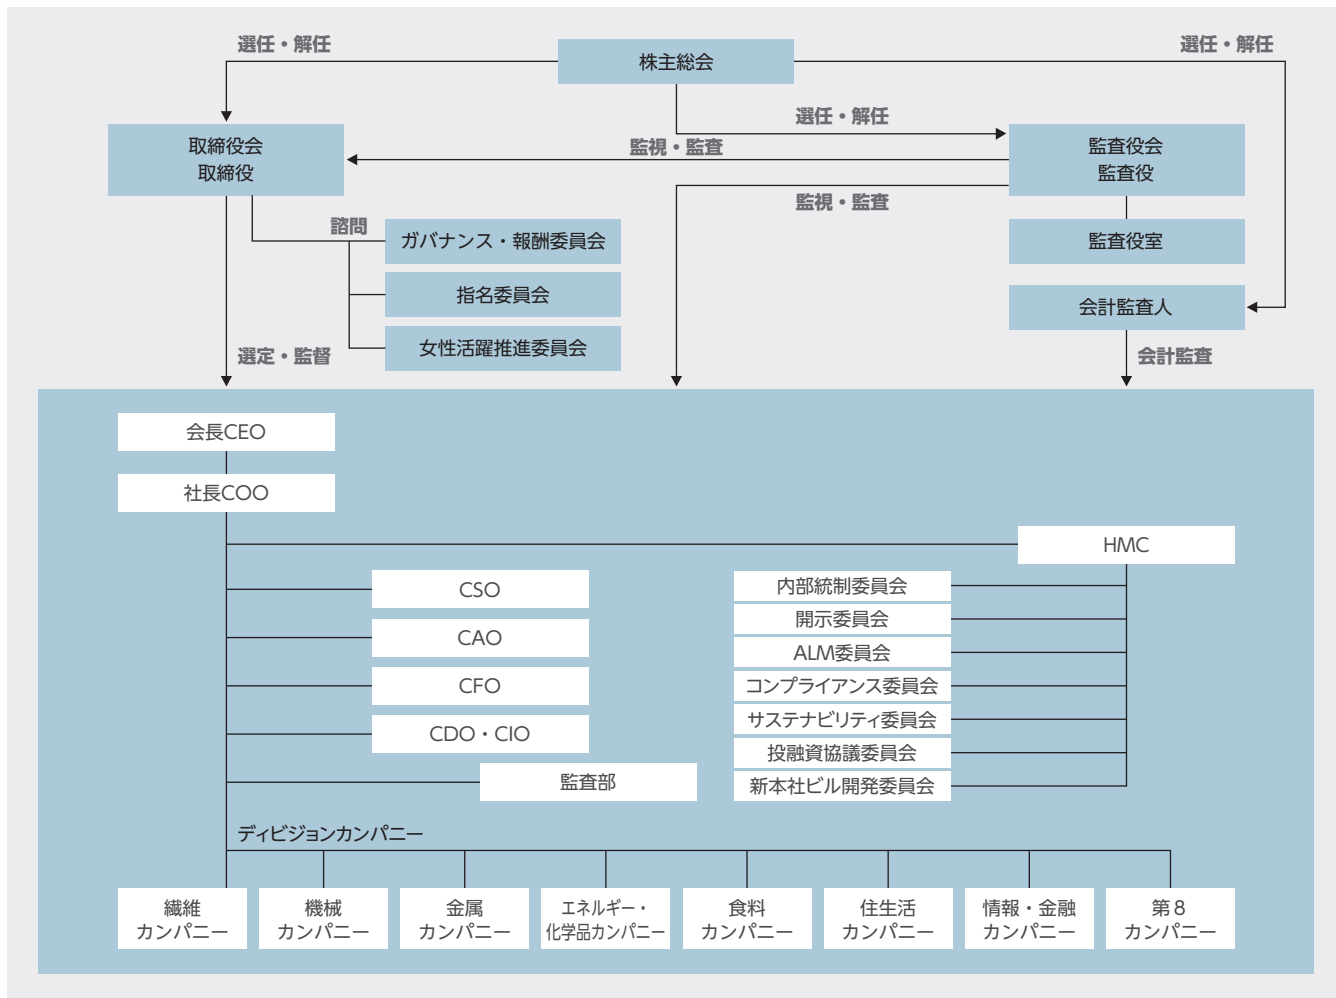 選任・解任
株主総会
選任・解任
選任・解任
取締役会
取締役
監視・監査
監査役会
監査役
監視・監査
諮問
ガバナンス・報酬委員会
監査役室
指名委員会
会計監査人
女性活躍推進委員会
選定・監督
会計監査
会長CEO
社長COO
HMC
CSO
CAO
CFO
CDO・CIO
監査部
内部統制委員会
開示委員会
ALM委員会
コンプライアンス委員会
サステナビリティ委員会
投融資協議委員会
新本社ビル開発委員会
ディビジョンカンパニー
繊維
カンパニー
機械
カンパニー
金属
カンパニー
エネルギー・
化学品カンパニー
食料
カンパニー
住生活
カンパニー
情報・金融
カンパニー
第8
カンパニー